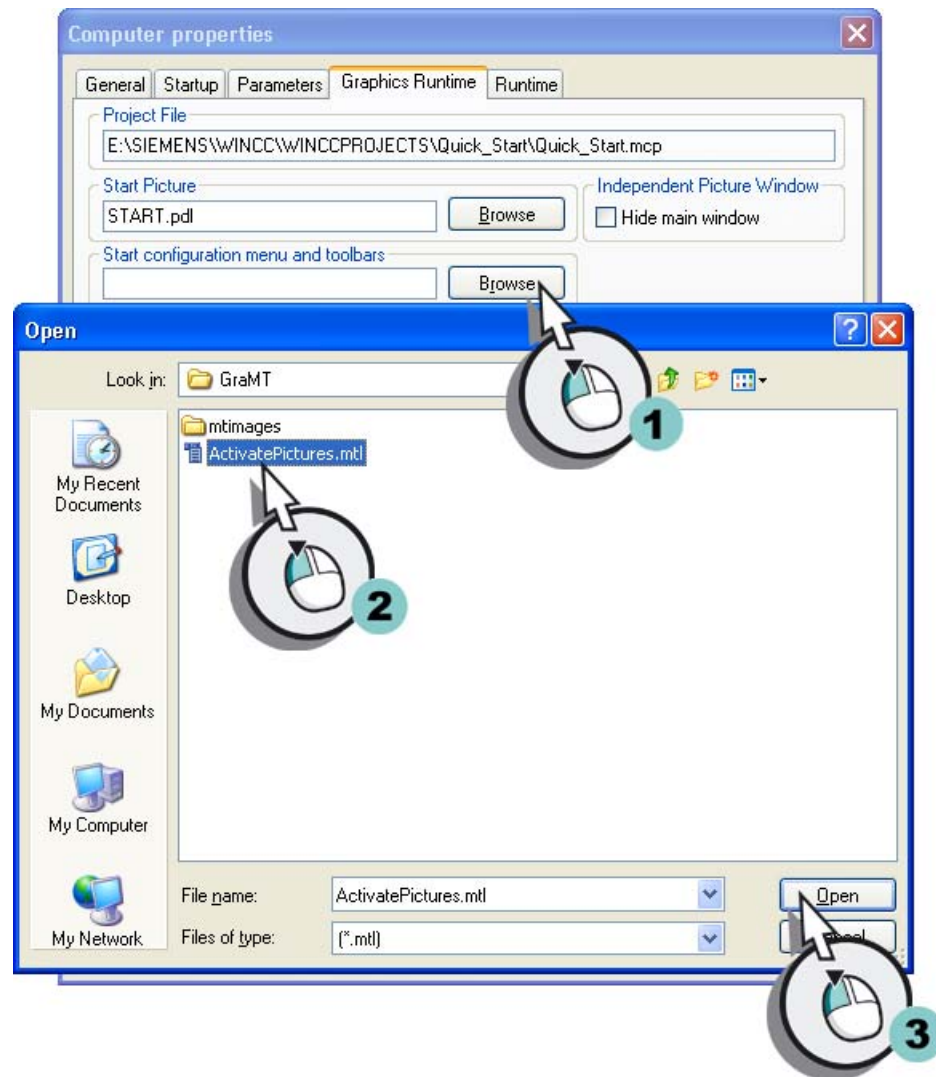 Computer properties
General Startup Parameters Graphics Runtime Runtime
Project File
E:\SIEMENS\WINCC\WINCCPROJECTS\Quick_Start\Quick_Start.mcp
Start Picture
START.pdl
Browse
Independent Picture Window
Hide main window
Start configuration menu and toolbars
Browse
1
Open
Look in: GraMT
mtimages
ActivatePictures.mtl
2
My Recent
Documents
Desktop
My Documents
My Computer
My Network
File name: ActivatePictures.mtl
Open
Files of type: (*.mtl)
3